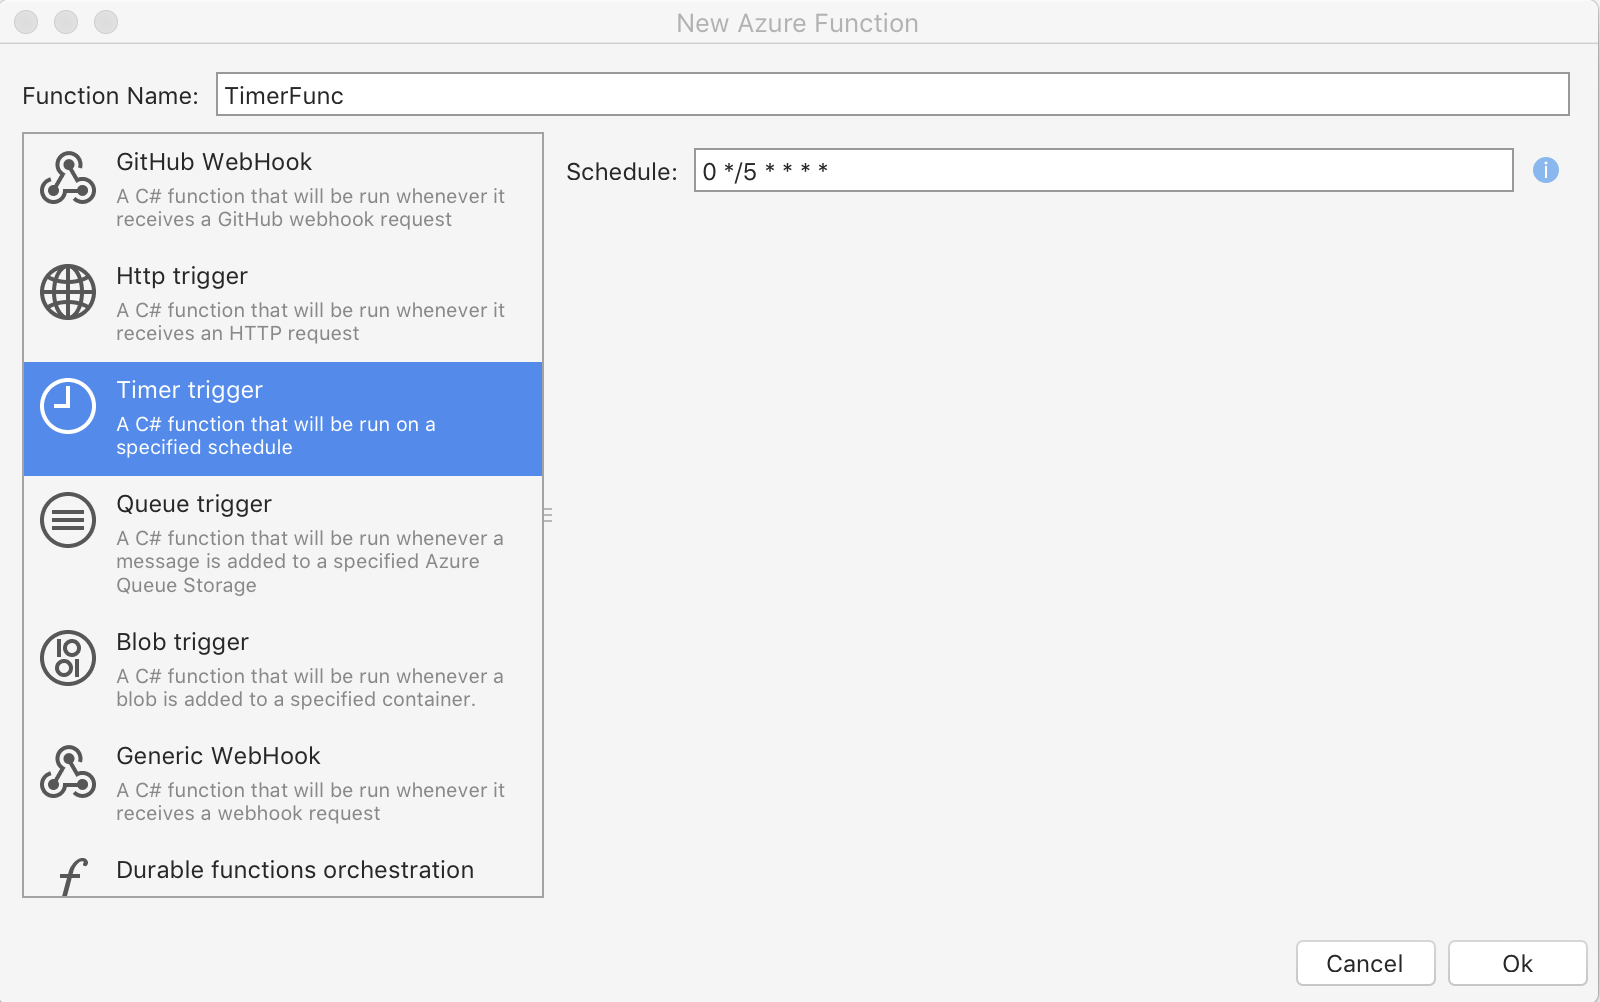 New Azure Function
Function Name: TimerFunc
GitHub WebHook
A C# function that will be run whenever it
receives a GitHub webhook request
Http trigger
A C# function that will be run whenever it
receives an HTTP request
Timer trigger
A C# function that will be run on a
specified schedule
Queue trigger
A C# function that will be run whenever a
message is added to a specified Azure
Queue Storage
Blob trigger
A C# function that will be run whenever a
blob is added to a specified container.
Generic WebHook
A C# function that will be run whenever it
receives a webhook request
Durable functions orchestration
Schedule: 0 */5 * * * *
Cancel
Ok